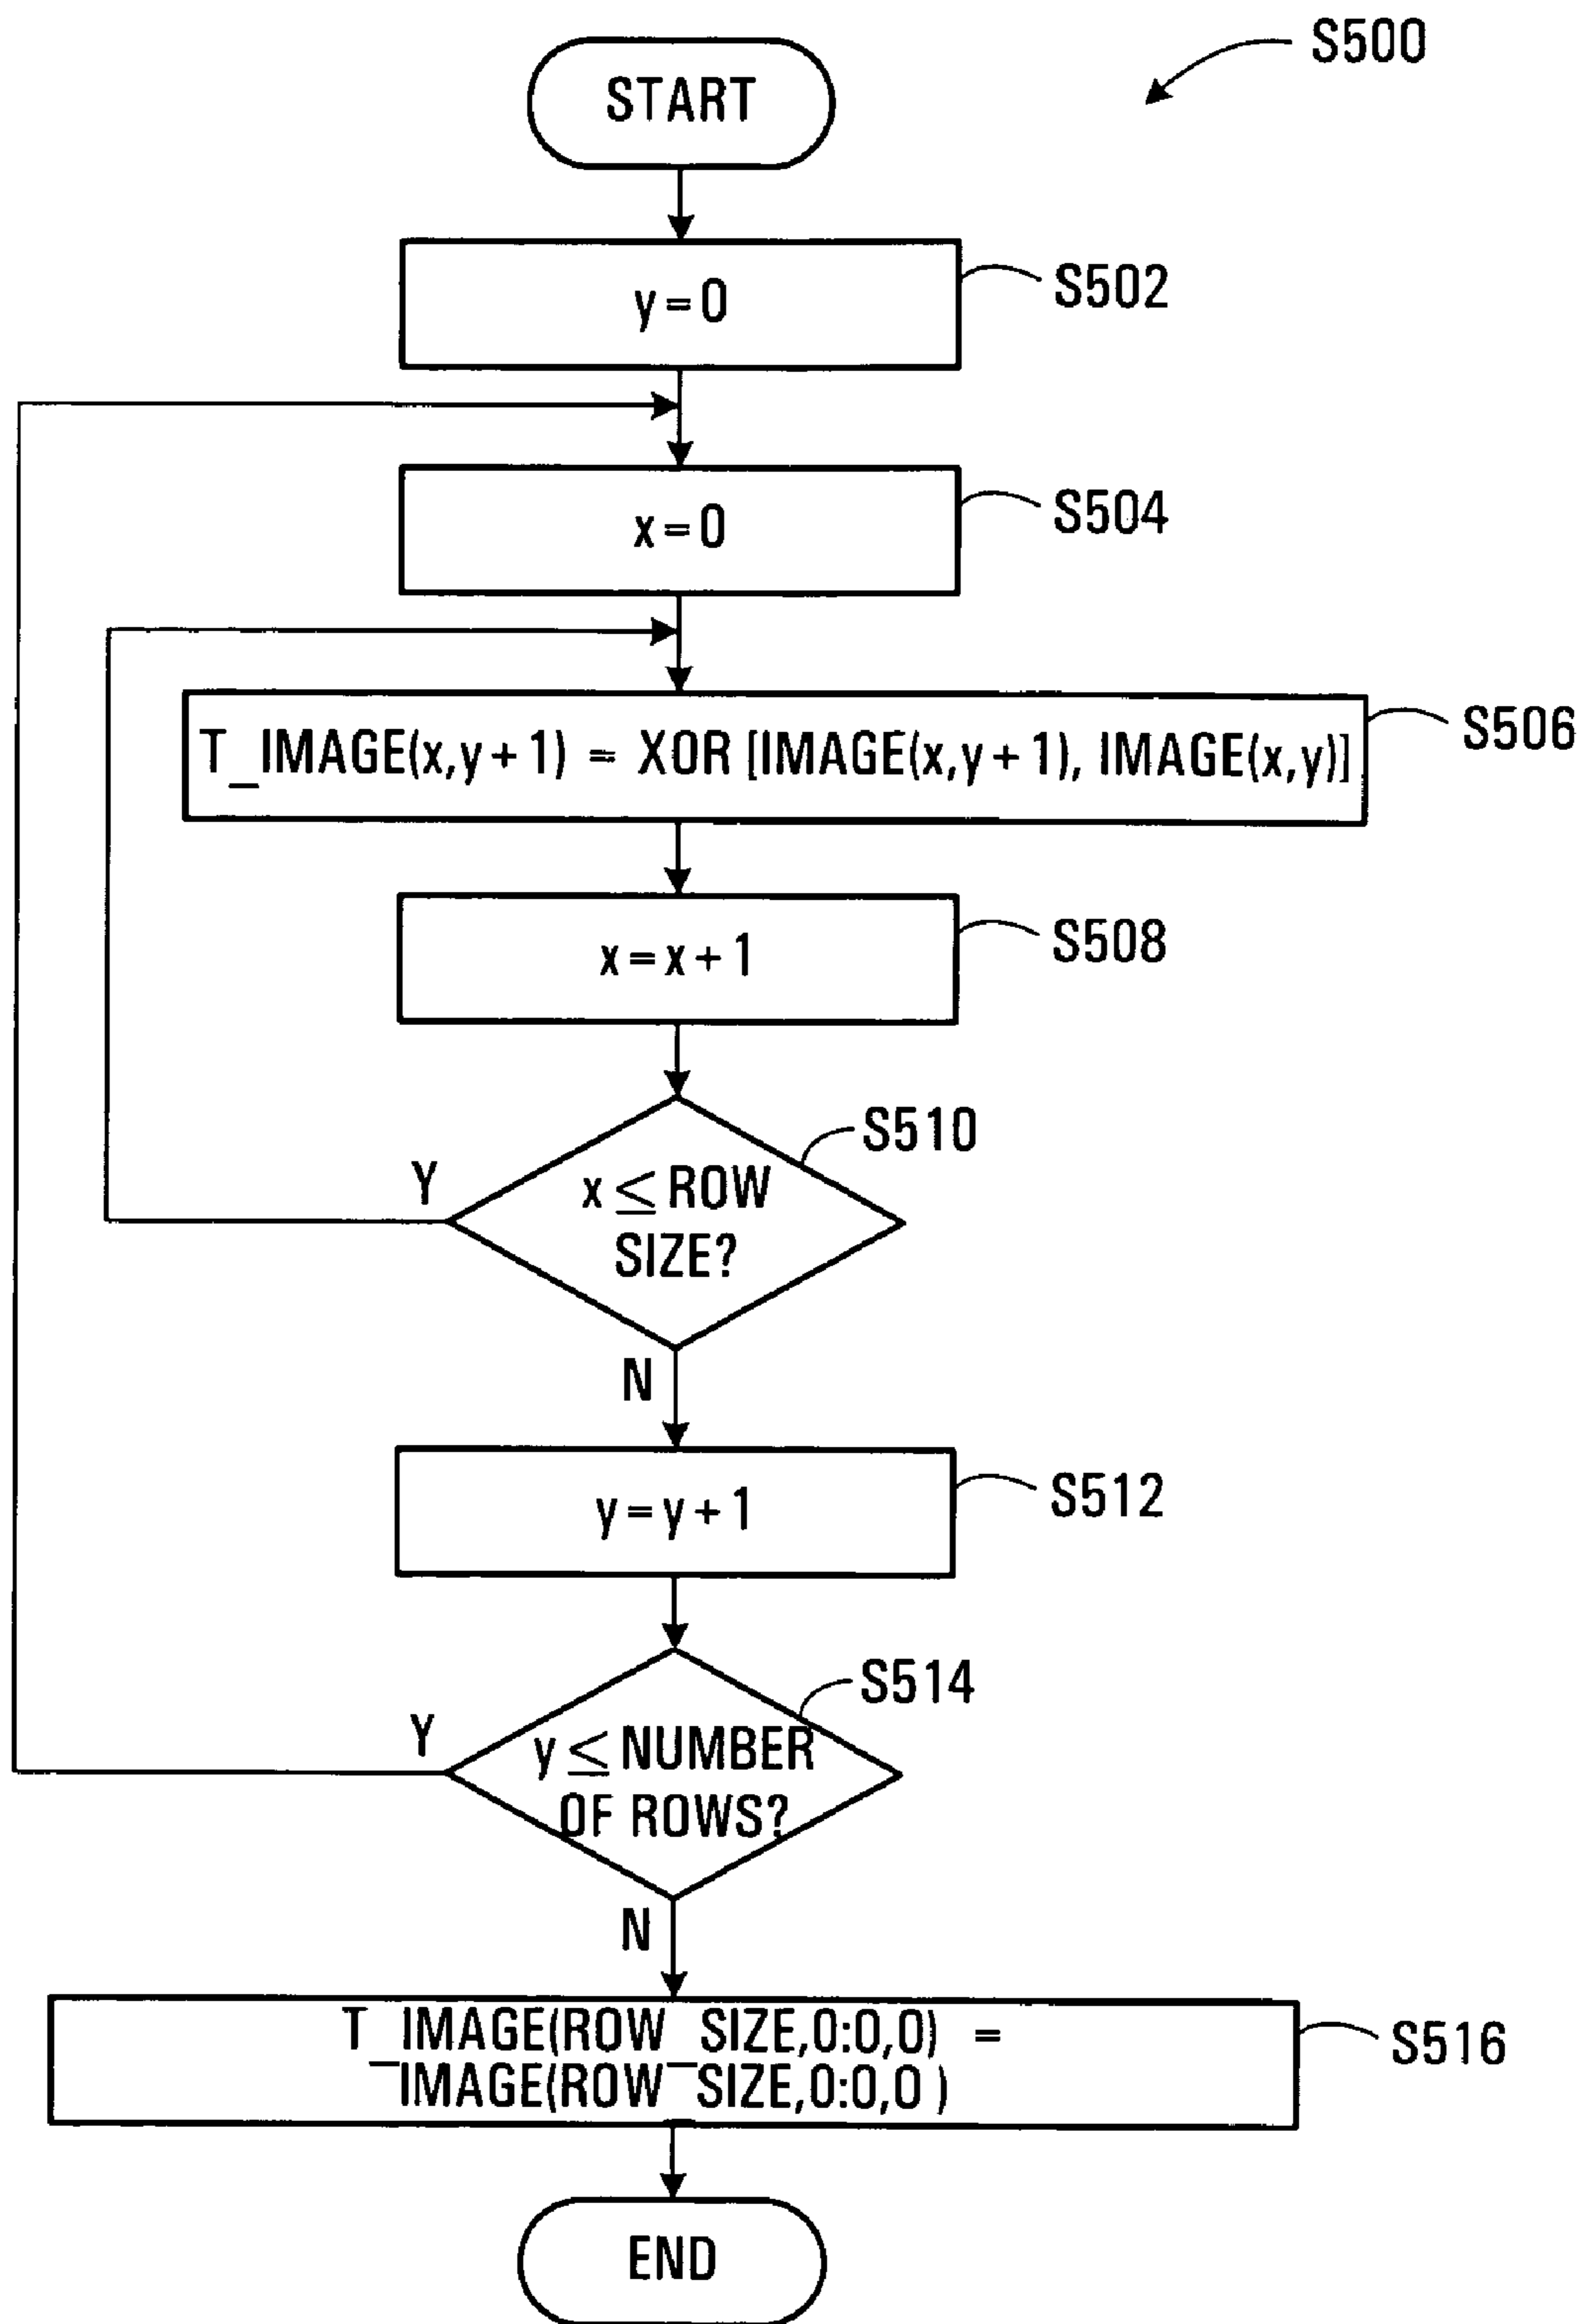 S500
START
y=0
S502
x=0
S504
T_IMAGE(x,y+1) = XOR [IMAGE(x,y+1), IMAGE(x,y)]
S506
x=x+1
S508
S510
Y
x≤ROW
SIZE?
N
y=y+1
S512
S514
Y
y≤NUMBER
OF ROWS?
N
T_IMAGE(ROW_SIZE,0:0,0) =
IMAGE(ROW_SIZE,0:0,0)
S516
END